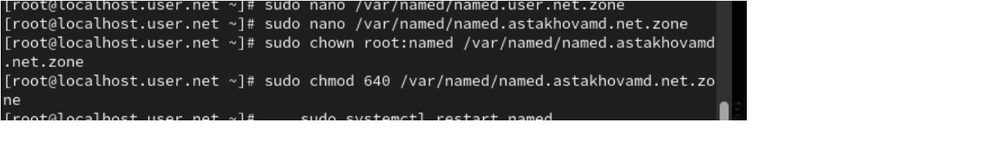 [root@localhost.user.net ~]# sudo nano /var/named/named.user.net.zone
[root@localhost.user.net ~]# sudo nano /var/named/named.astakhovamd.net.zone
[root@localhost.user.net ~]# sudo chown root:named /var/named/named.astakhovamd
.net.zone
[root@localhost.user.net ~]# sudo chmod 640 /var/named/named.astakhovamd.net.zo
ne
[root@localhost.user.net ~]#     sudo systemctl restart named